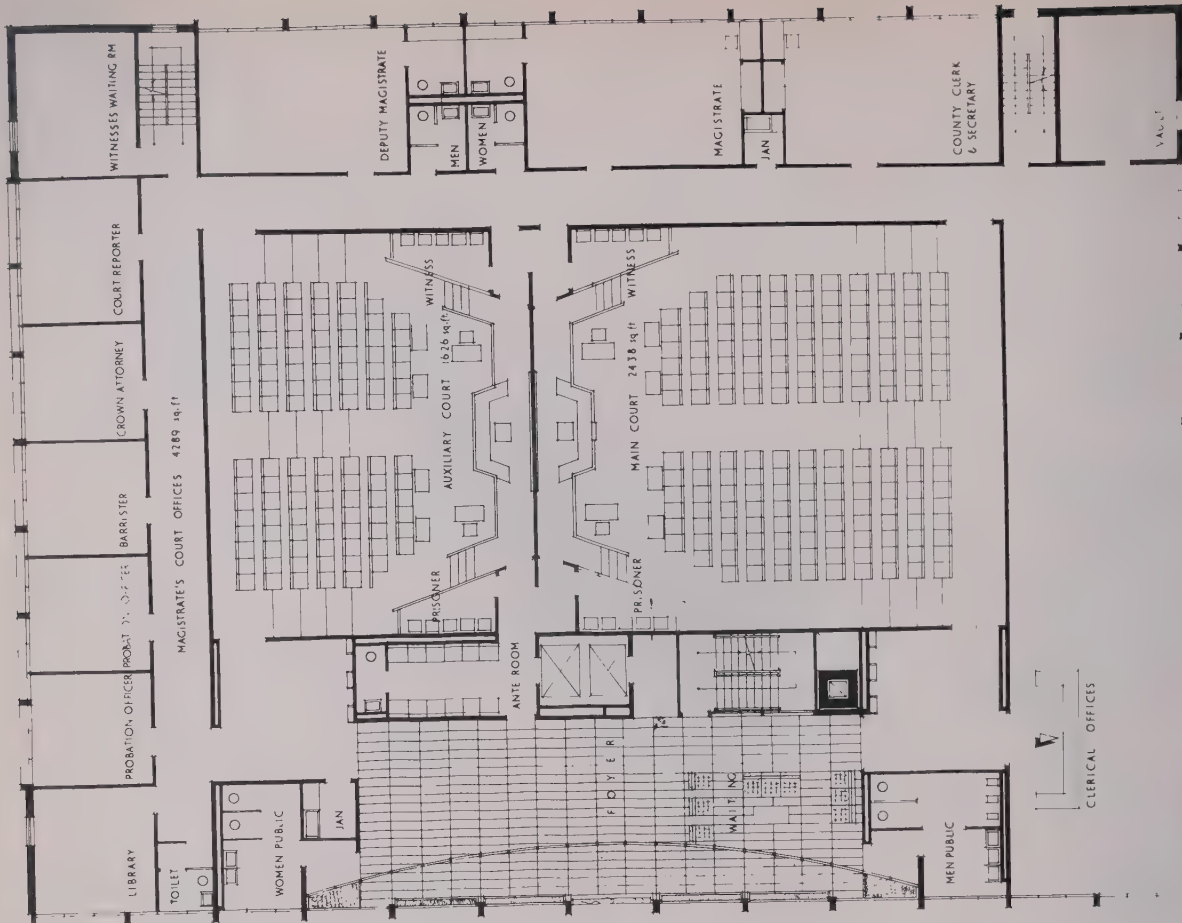 LIBRARY
PROBATION OFFICER
BARRISTER
CROWN ATTORNEY
COURT REPORTER
WITNESSES WAITING RM
TOILET
MAGISTRATE'S COURT OFFICES 4289 sq.ft
WOMEN PUBLIC
JAN
DEPUTY MAGISTRATE
PRISONER
AUXILIARY COURT 1626 sq.ft
WITNESS
MEN
WOMEN
ANTE ROOM
FOYER
PRISONER
MAIN COURT 2438 sq.ft
WITNESS
WAITING
MAGISTRATE
JAN
MEN PUBLIC
COUNTY CLERK
& SECRETARY
CLERICAL OFFICES
VAULT